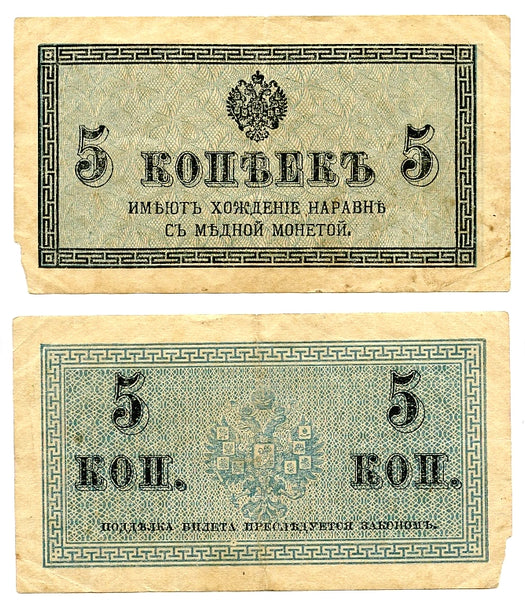 5 КОПѢЕКЪ 5
ИМѢЮТЪ ХОЖДЕНІЕ НАРАВНѢ
СЪ МѢДНОЙ МОНЕТОЙ.
5 5
КОП. КОП.
ПОДДѢЛКА БИЛЕТА ПРЕСЛѢДУЕТСЯ ЗАКОНОМЪ.